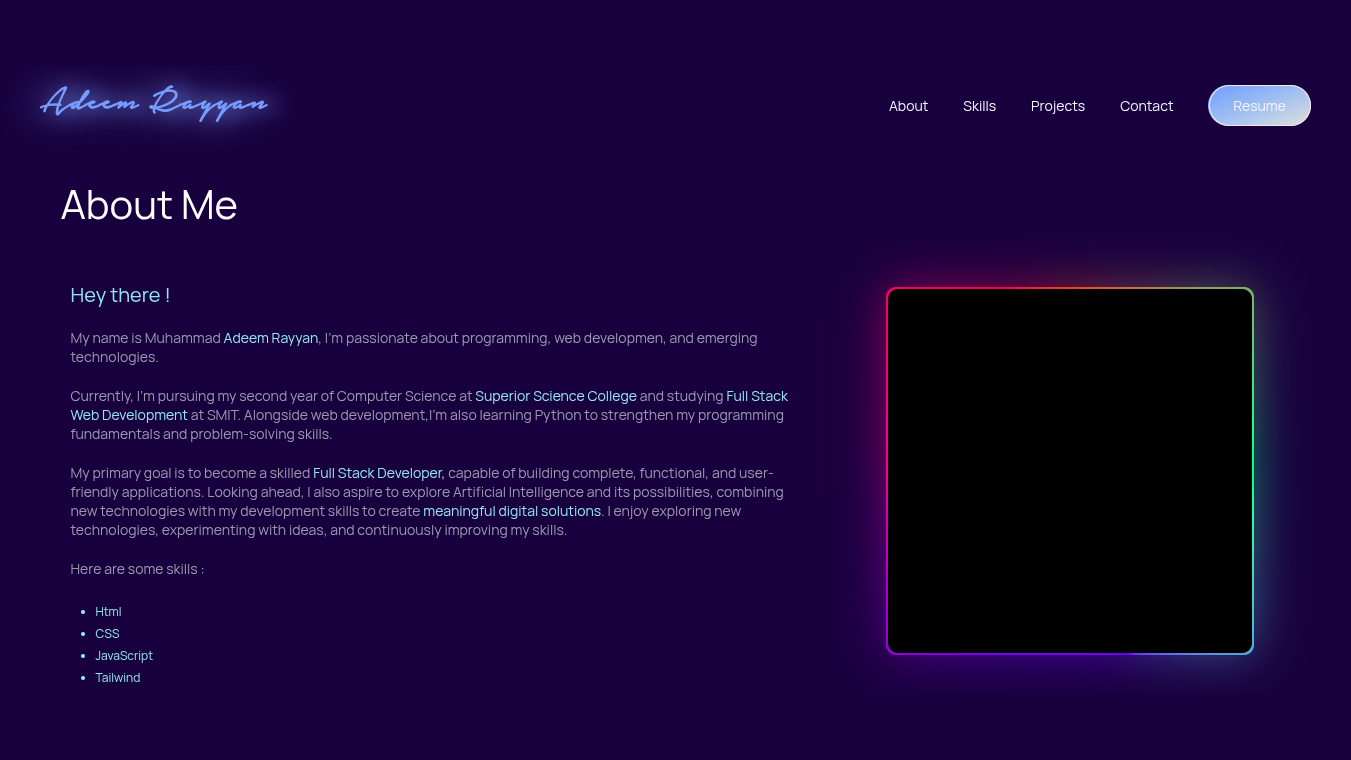 Adeem Rayyan
About Skills Projects Contact Resume
About Me
Hey there !
My name is Muhammad Adeem Rayyan, I'm passionate about programming, web developmen, and emerging
technologies.
Currently, I'm pursuing my second year of Computer Science at Superior Science College and studying Full Stack
Web Development at SMIT. Alongside web development,I'm also learning Python to strengthen my programming
fundamentals and problem-solving skills.
My primary goal is to become a skilled Full Stack Developer, capable of building complete, functional, and user-
friendly applications. Looking ahead, I also aspire to explore Artificial Intelligence and its possibilities, combining
new technologies with my development skills to create meaningful digital solutions. I enjoy exploring new
technologies, experimenting with ideas, and continuously improving my skills.
Here are some skills :
• Html
• CSS
• JavaScript
• Tailwind